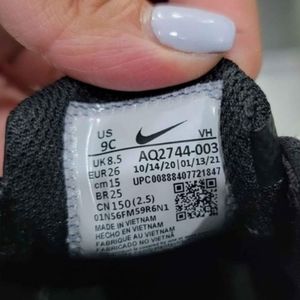 US
9C
VH
UK 8.5
EUR 26
cm 15
BR 25
CN 150 (2.5)
AQ2744-003
10/14/20 | 01/13/21
UPC00888407721847
01N56FM59R6N1
MADE IN VIETNAM
HECHO EN VIETNAM
FABRIQUÉ AU VIETNAM